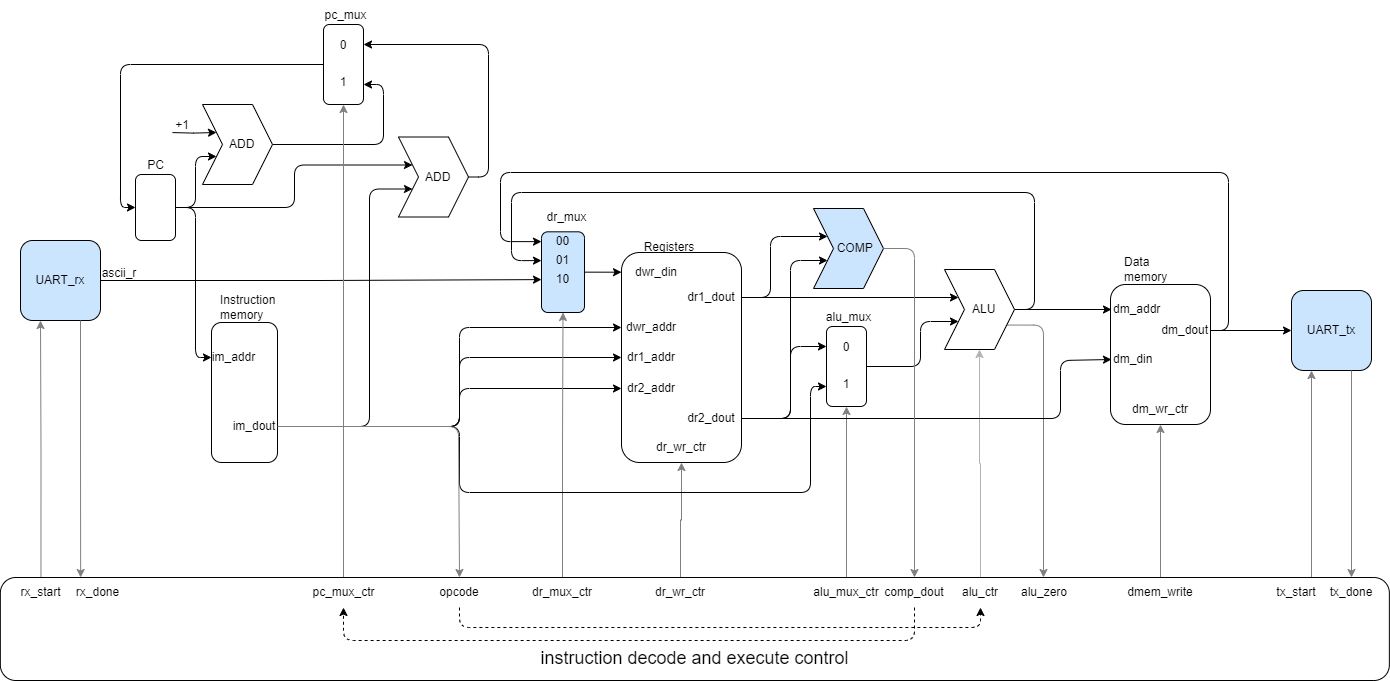 pc_mux
0
1
+1
ADD
PC
ADD
dr_mux
00
01
10
Registers
COMP
UART_rx
ascii_r
dwr_din
dr1_dout
Data
memory
ALU
dm_addr
Instruction
memory
alu_mux
dwr_addr
dm_dout
UART_tx
im_addr
dr1_addr
0
dm_din
dr2_addr
1
dm_wr_ctr
im_dout
dr2_dout
dr_wr_ctr
rx_start
rx_done
pc_mux_ctr
opcode
dr_mux_ctr
dr_wr_ctr
alu_mux_ctr
comp_dout
alu_ctr
alu_zero
dmem_write
tx_start
tx_done
instruction decode and execute control